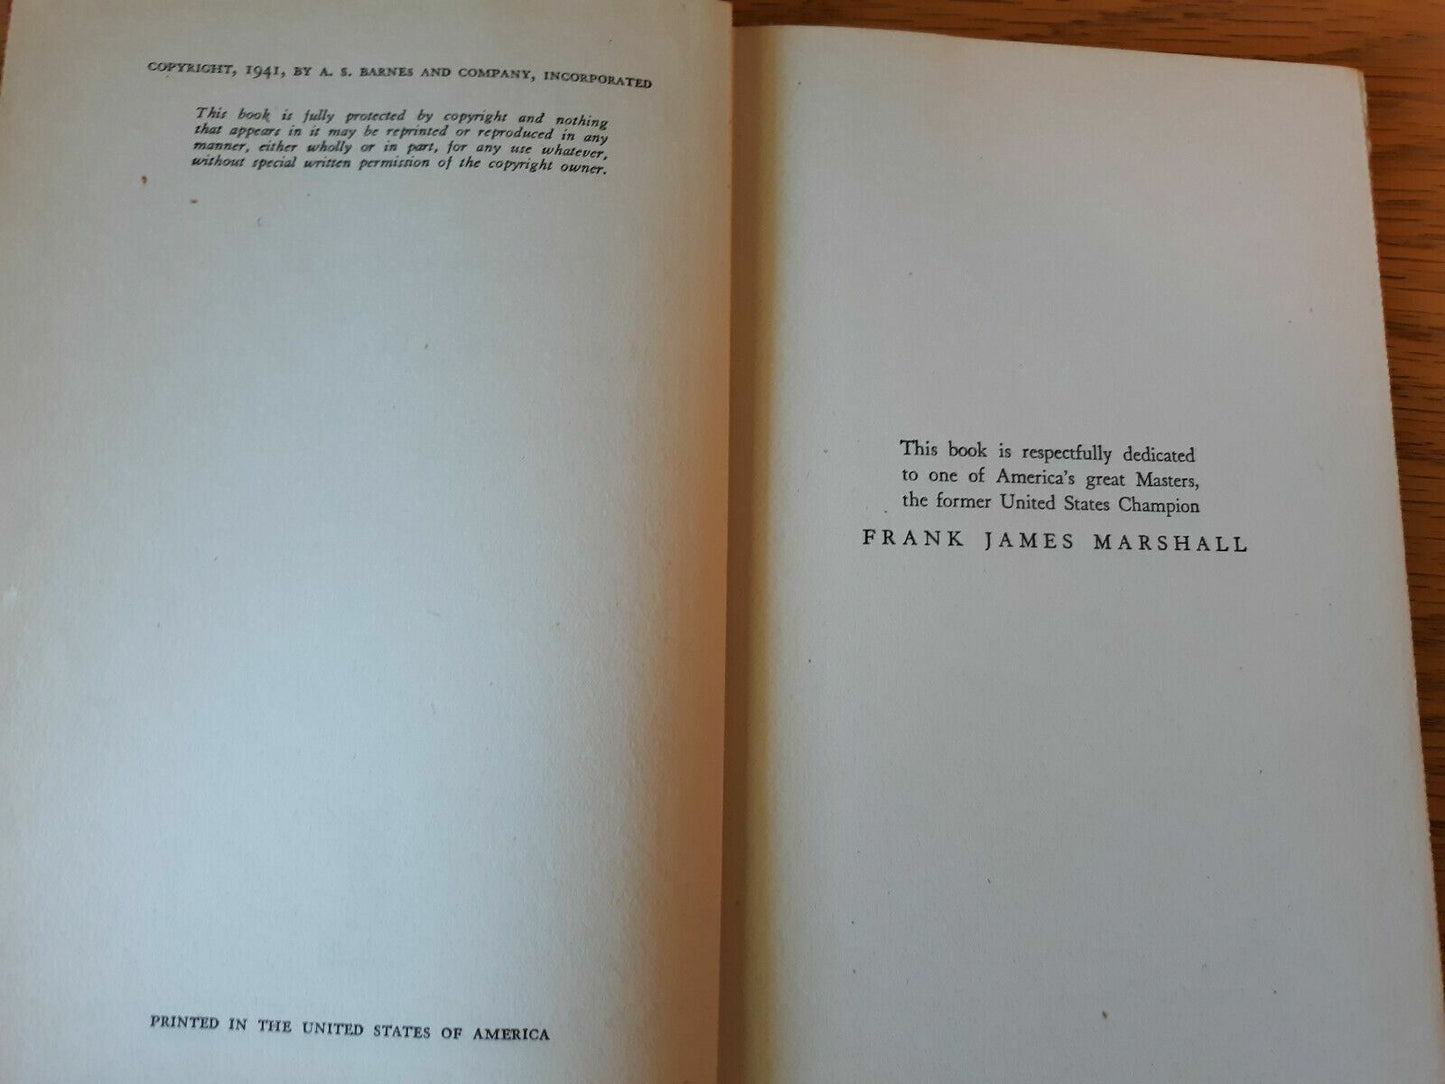 COPYRIGHT, 1941, BY A. S. BARNES AND COMPANY, INCORPORATED
This book is fully protected by copyright and nothing
that appears in it may be reprinted or reproduced in any
manner, either wholly or in part, for any use whatever,
without special written permission of the copyright owner.
PRINTED IN THE UNITED STATES OF AMERICA
This book is respectfully dedicated
to one of America's great Masters,
the former United States Champion
FRANK JAMES MARSHALL